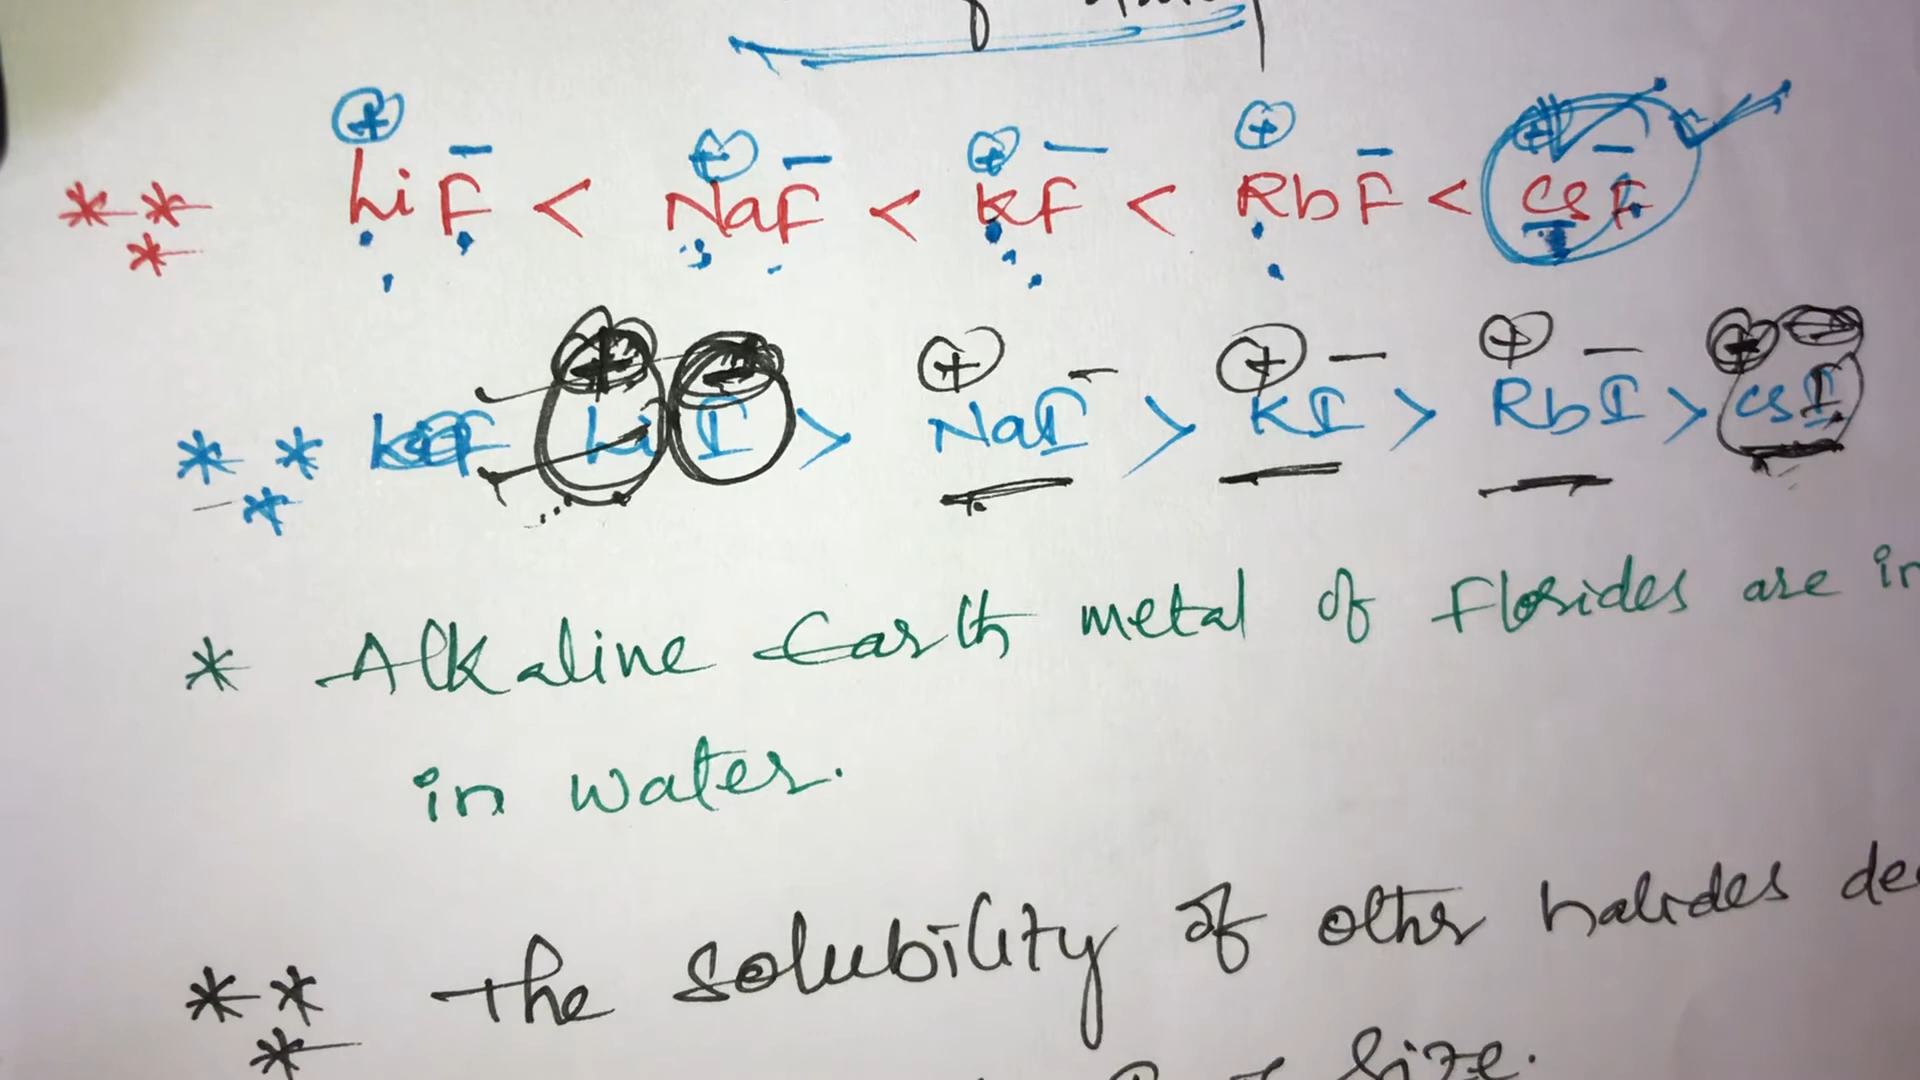 LiF < NaF < KF < RbF < CsF
LiI > NaI > KI > RbI > CsI
* Alkaline Earth metal of Florides are in
in water.
The solubility of other halides de
size.